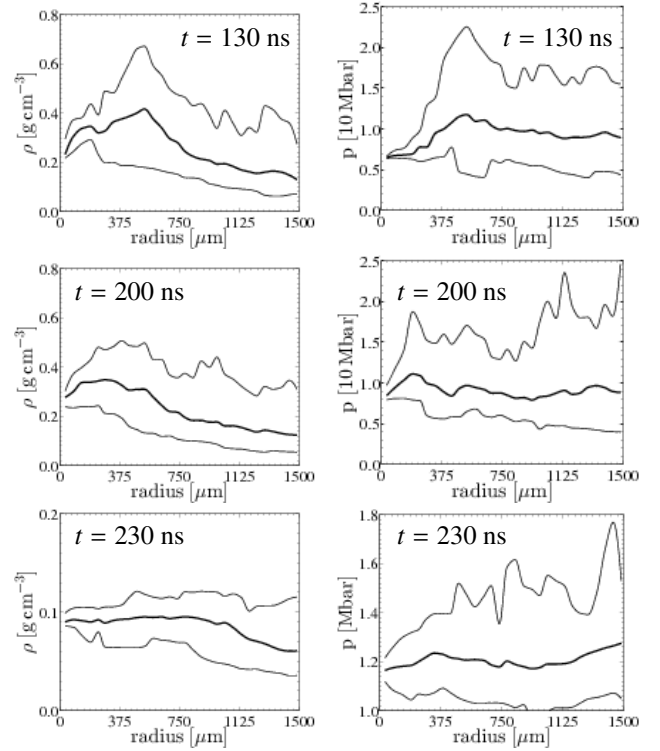 t = 130 ns
ρ [g cm⁻³]
0.8
0.6
0.4
0.2
0.0
0 375 750 1125 1500
radius [μm]
t = 130 ns
p [10 Mbar]
2.5
2.0
1.5
1.0
0.5
0.0
0 375 750 1125 1500
radius [μm]
t = 200 ns
ρ [g cm⁻³]
0.8
0.6
0.4
0.2
0.0
0 375 750 1125 1500
radius [μm]
t = 200 ns
p [10 Mbar]
2.5
2.0
1.5
1.0
0.5
0.0
0 375 750 1125 1500
radius [μm]
t = 230 ns
ρ [g cm⁻³]
0.2
0.1
0.0
0 375 750 1125 1500
radius [μm]
t = 230 ns
p [Mbar]
1.8
1.6
1.4
1.2
1.0
0 375 750 1125 1500
radius [μm]